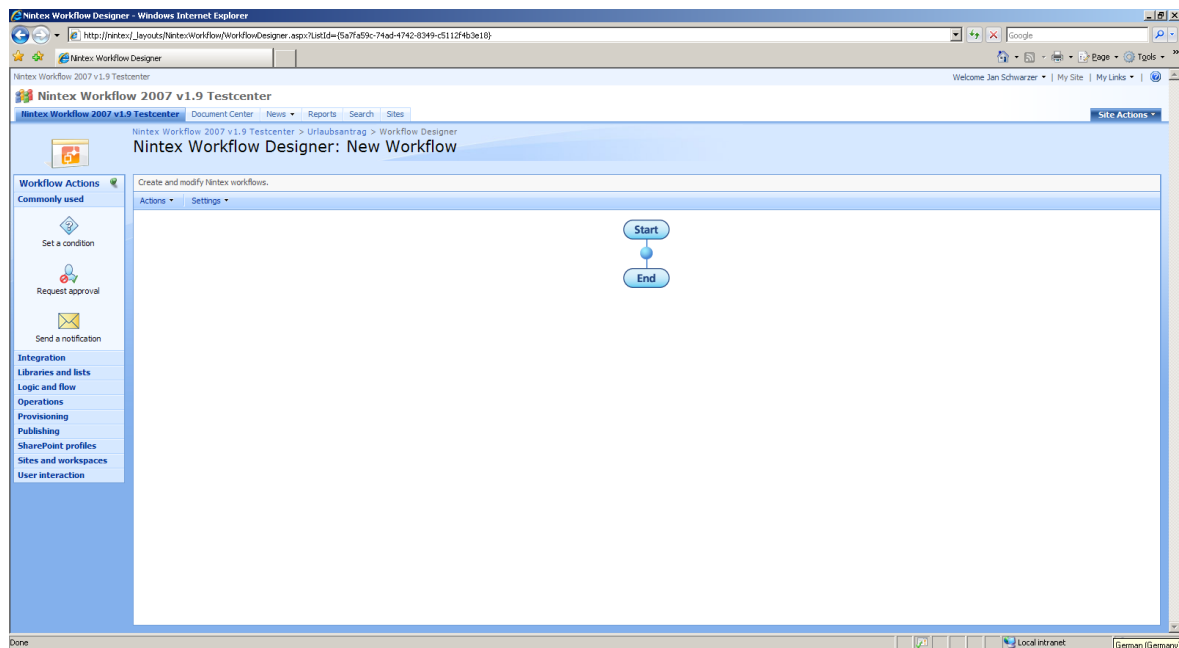 Nintex Workflow Designer - Windows Internet Explorer
http://nintex/_layouts/NintexWorkflow/WorkflowDesigner.aspx?ListId={5a7fa59c-74ad-4742-8349-c5112f4b3e18}
Google
Nintex Workflow Designer
Page Tools
Nintex Workflow 2007 v1.9 Testcenter
Welcome Jan Schwarzer | My Site | My Links |
Nintex Workflow 2007 v1.9 Testcenter
Nintex Workflow 2007 v1.9 Testcenter Document Center News Reports Search Sites
Site Actions
Nintex Workflow 2007 v1.9 Testcenter > Urlaubsantrag > Workflow Designer
Nintex Workflow Designer: New Workflow
Workflow Actions
Commonly used
Set a condition
Request approval
Send a notification
Integration
Libraries and lists
Logic and flow
Operations
Provisioning
Publishing
SharePoint profiles
Sites and workspaces
User interaction
Create and modify Nintex workflows.
Actions Settings
Start
End
Done
Local intranet
German (Germany